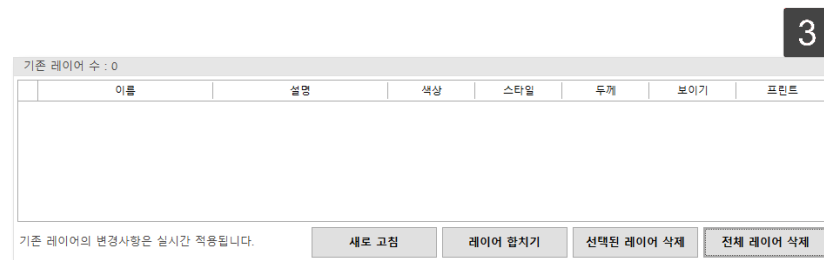 3
기존 레이어 수 : 0
이름 설명 색상 스타일 두께 보이기 프린트
기존 레이어의 변경사항은 실시간 적용됩니다. 새로 고침 레이어 합치기 선택된 레이어 삭제 전체 레이어 삭제